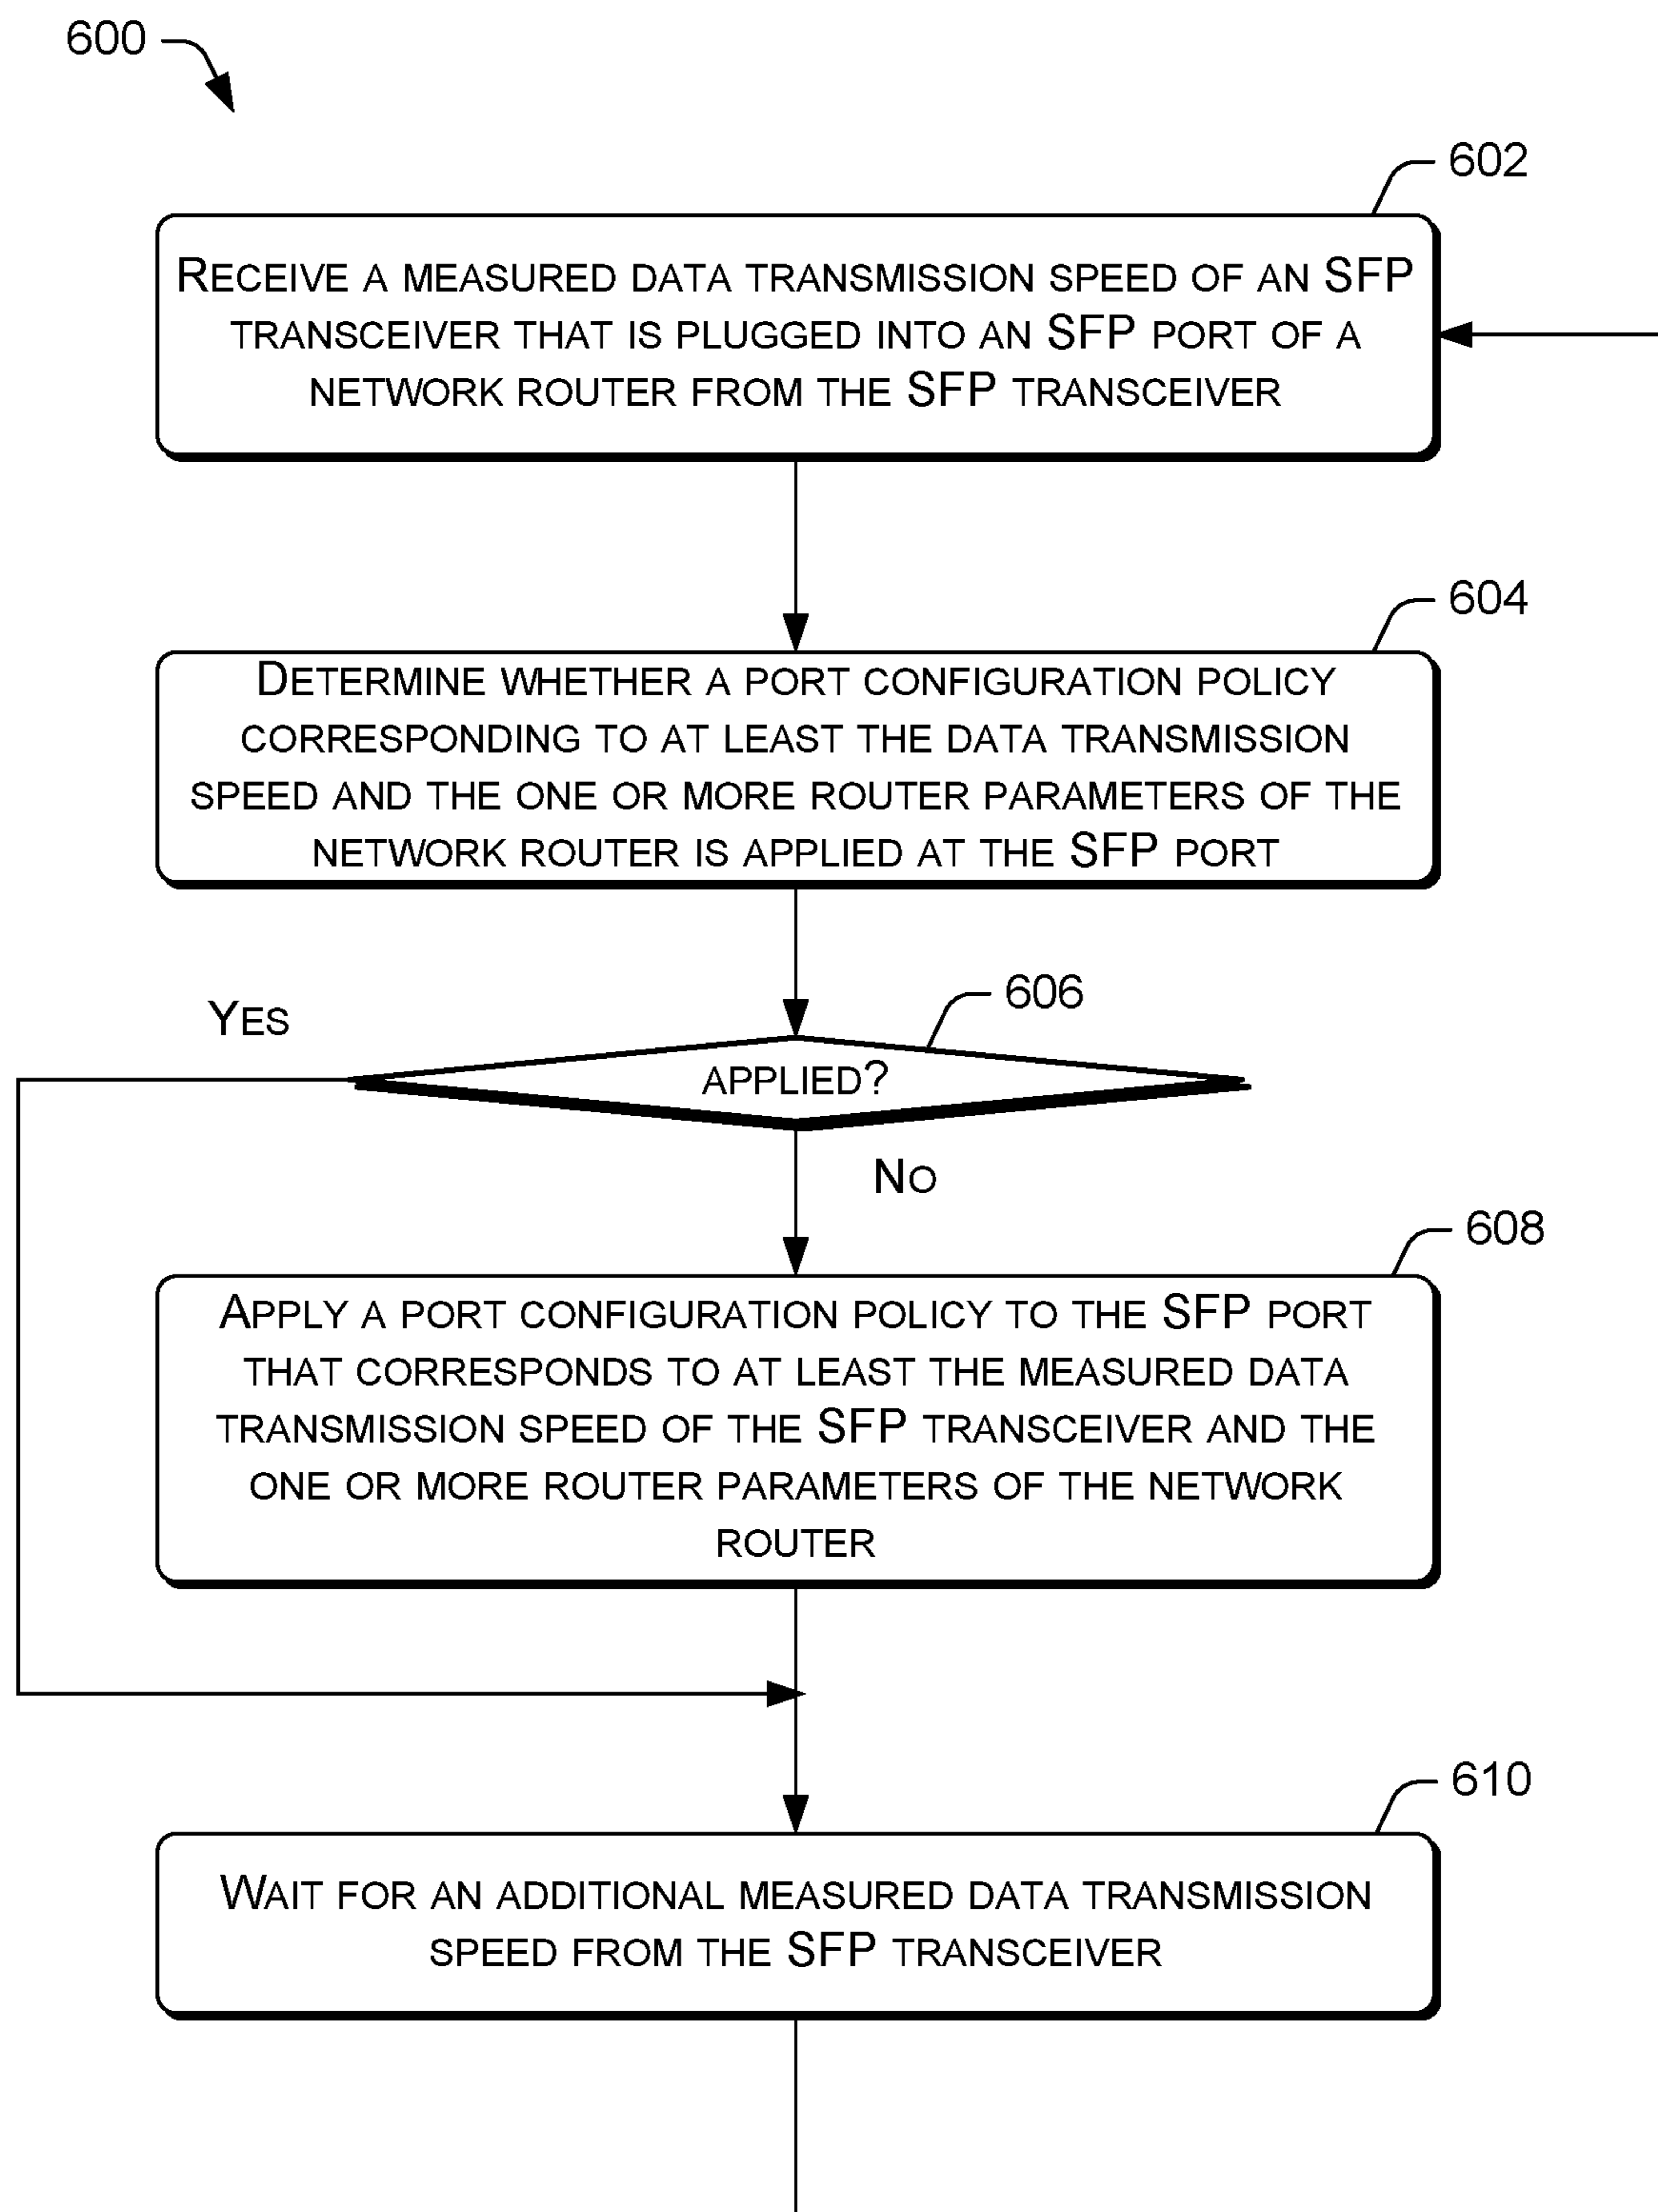 600
602
RECEIVE A MEASURED DATA TRANSMISSION SPEED OF AN SFP
TRANSCEIVER THAT IS PLUGGED INTO AN SFP PORT OF A
NETWORK ROUTER FROM THE SFP TRANSCEIVER
604
DETERMINE WHETHER A PORT CONFIGURATION POLICY
CORRESPONDING TO AT LEAST THE DATA TRANSMISSION
SPEED AND THE ONE OR MORE ROUTER PARAMETERS OF THE
NETWORK ROUTER IS APPLIED AT THE SFP PORT
606
YES
APPLIED?
NO
608
APPLY A PORT CONFIGURATION POLICY TO THE SFP PORT
THAT CORRESPONDS TO AT LEAST THE MEASURED DATA
TRANSMISSION SPEED OF THE SFP TRANSCEIVER AND THE
ONE OR MORE ROUTER PARAMETERS OF THE NETWORK
ROUTER
610
WAIT FOR AN ADDITIONAL MEASURED DATA TRANSMISSION
SPEED FROM THE SFP TRANSCEIVER